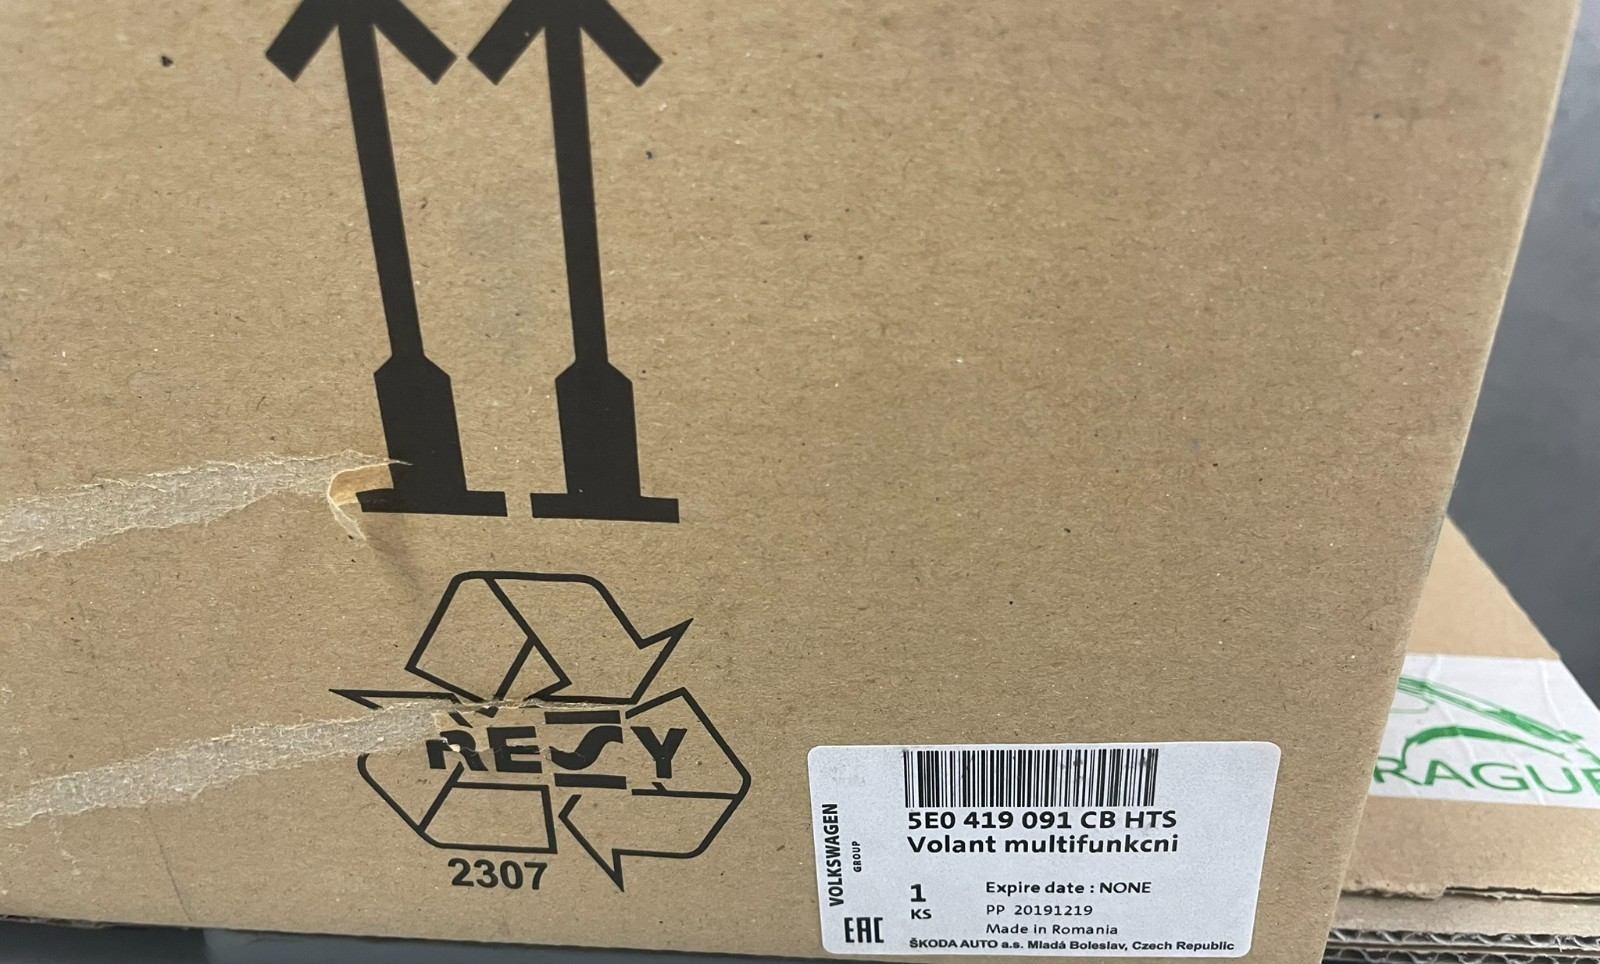 RESY
2307
VOLKSWAGEN
GROUP
5E0 419 091 CB HTS
Volant multifunkcni
1
KS
Expire date : NONE
PP 20191219
Made in Romania
EAC
ŠKODA AUTO a.s. Mladá Boleslav, Czech Republic
RAGUE